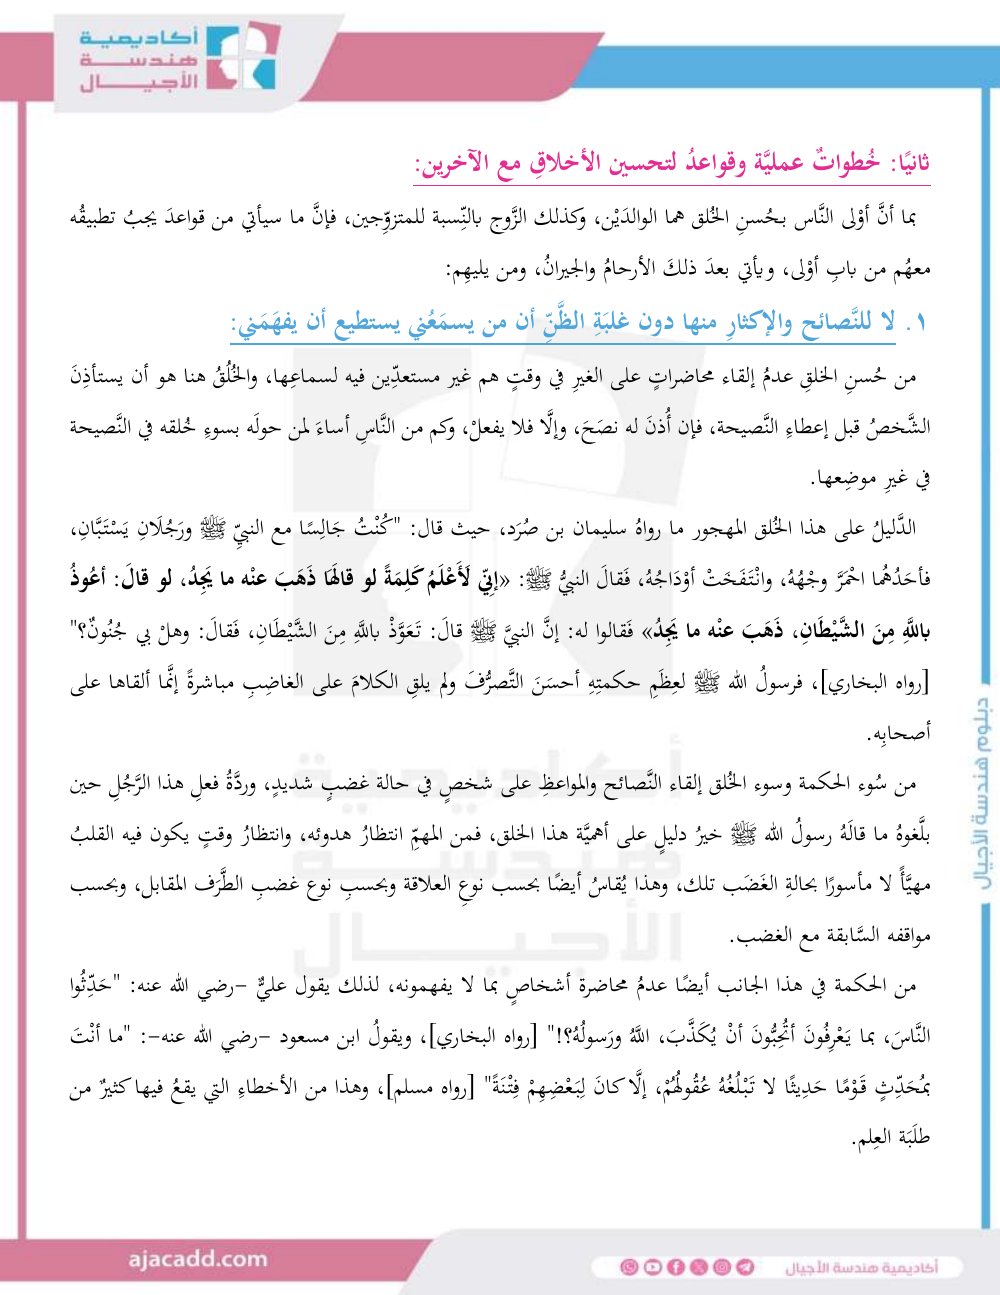 أكاديمية
هندسة
الأجيال
ثانيًا: خُطواتٌ عمليَّة وقواعدُ لتحسين الأخلاقِ مع الآخرين:
بما أنَّ أوْلى النَّاس بحُسنِ الخُلق هما الوالدَيْن، وكذلك الزَّوج بالنِّسبة للمتزوِّجين، فإنَّ ما سيأتي من قواعدَ يجبُ تطبيقُه
معهُم من بابِ أوْلى، ويأتي بعدَ ذلكَ الأرحامُ والجيرانُ، ومن يليهِم:
١. لا للنَّصائح والإكثارِ منها دون غلبَةِ الظَّنِّ أن من يسمَعُني يستطيع أن يفهَمَني:
من حُسنِ الخلقِ عدمُ إلقاء محاضراتٍ على الغيرِ في وقتٍ هم غير مستعدِّين فيه لسماعِها، والخُلُقُ هنا هو أن يستأذِنَ
الشَّخصُ قبل إعطاءِ النَّصيحة، فإن أُذنَ له نصَحَ، وإلَّا فلا يفعلْ، وكم من النَّاسِ أساءَ لمن حولَه بسوءِ خُلقه في النَّصيحة
في غيرِ موضِعها.
الدَّليلُ على هذا الخُلق المهجور ما رواهُ سليمان بن صُرَد، حيث قال: "كُنْتُ جَالِسًا مع النبيِّ ﷺ ورَجُلَانِ يَسْتَبَّانِ،
فأحَدُهُما احْمَرَّ وجْهُهُ، وانْتَفَخَتْ أوْدَاجُهُ، فَقالَ النبيُّ ﷺ: «إنِّي لَأَعْلَمُ كَلِمَةً لو قالَهَا ذَهَبَ عنْه ما يَجِدُ، لو قالَ: أعُوذُ
باللَّهِ مِنَ الشَّيْطَانِ، ذَهَبَ عنْه ما يَجِدُ» فَقالوا له: إنَّ النبيَّ ﷺ قالَ: تَعَوَّذْ باللَّهِ مِنَ الشَّيْطَانِ، فَقالَ: وهلْ بي جُنُونٌ؟"
[رواه البخاري]، فرسولُ الله ﷺ لعِظَمِ حكمتِهِ أحسَنَ التَّصرُّفَ ولم يلقِ الكلامَ على الغاضِبِ مباشرةً إنَّما ألقاها على
أصحابِه.
من سُوء الحكمة وسوء الخُلق إلقاء النَّصائح والمواعظِ على شخصٍ في حالة غضبٍ شديدٍ، وردَّةُ فعلِ هذا الرَّجُلِ حين
بلَّغوهُ ما قالَهُ رسولُ الله ﷺ خيرُ دليلٍ على أهميَّة هذا الخلق، فمن المهمّ انتظارُ هدوئه، وانتظارُ وقتٍ يكون فيه القلبُ
مهيَّأً لا مأسورًا بحالةِ الغَضَب تلك، وهذا يُقاسُ أيضًا بحسب نوعِ العلاقة وبحسبِ نوع غضبِ الطَّرَف المقابل، وبحسب
مواقفه السَّابقة مع الغضب.
من الحكمة في هذا الجانب أيضًا عدمُ محاضرة أشخاصٍ بما لا يفهمونه، لذلك يقول عليٌّ –رضي الله عنه: "حَدِّثُوا
النَّاسَ، بما يَعْرِفُونَ أتُحِبُّونَ أنْ يُكَذَّبَ، اللَّهُ ورَسولُهُ؟!" [رواه البخاري]، ويقولُ ابن مسعود –رضي الله عنه–: "ما أنْتَ
بمُحَدِّثٍ قَوْمًا حَدِيثًا لا تَبْلُغُهُ عُقُولُهُمْ، إلَّا كانَ لِبَعْضِهِمْ فِتْنَةً" [رواه مسلم]، وهذا من الأخطاءِ التي يقعُ فيها كثيرٌ من
طلَبَة العِلم.
أكاديمية
هندسة
الأجيال
دبلوم هندسة الأجيال
ajacadd.com
أكاديمية هندسة الأجيال